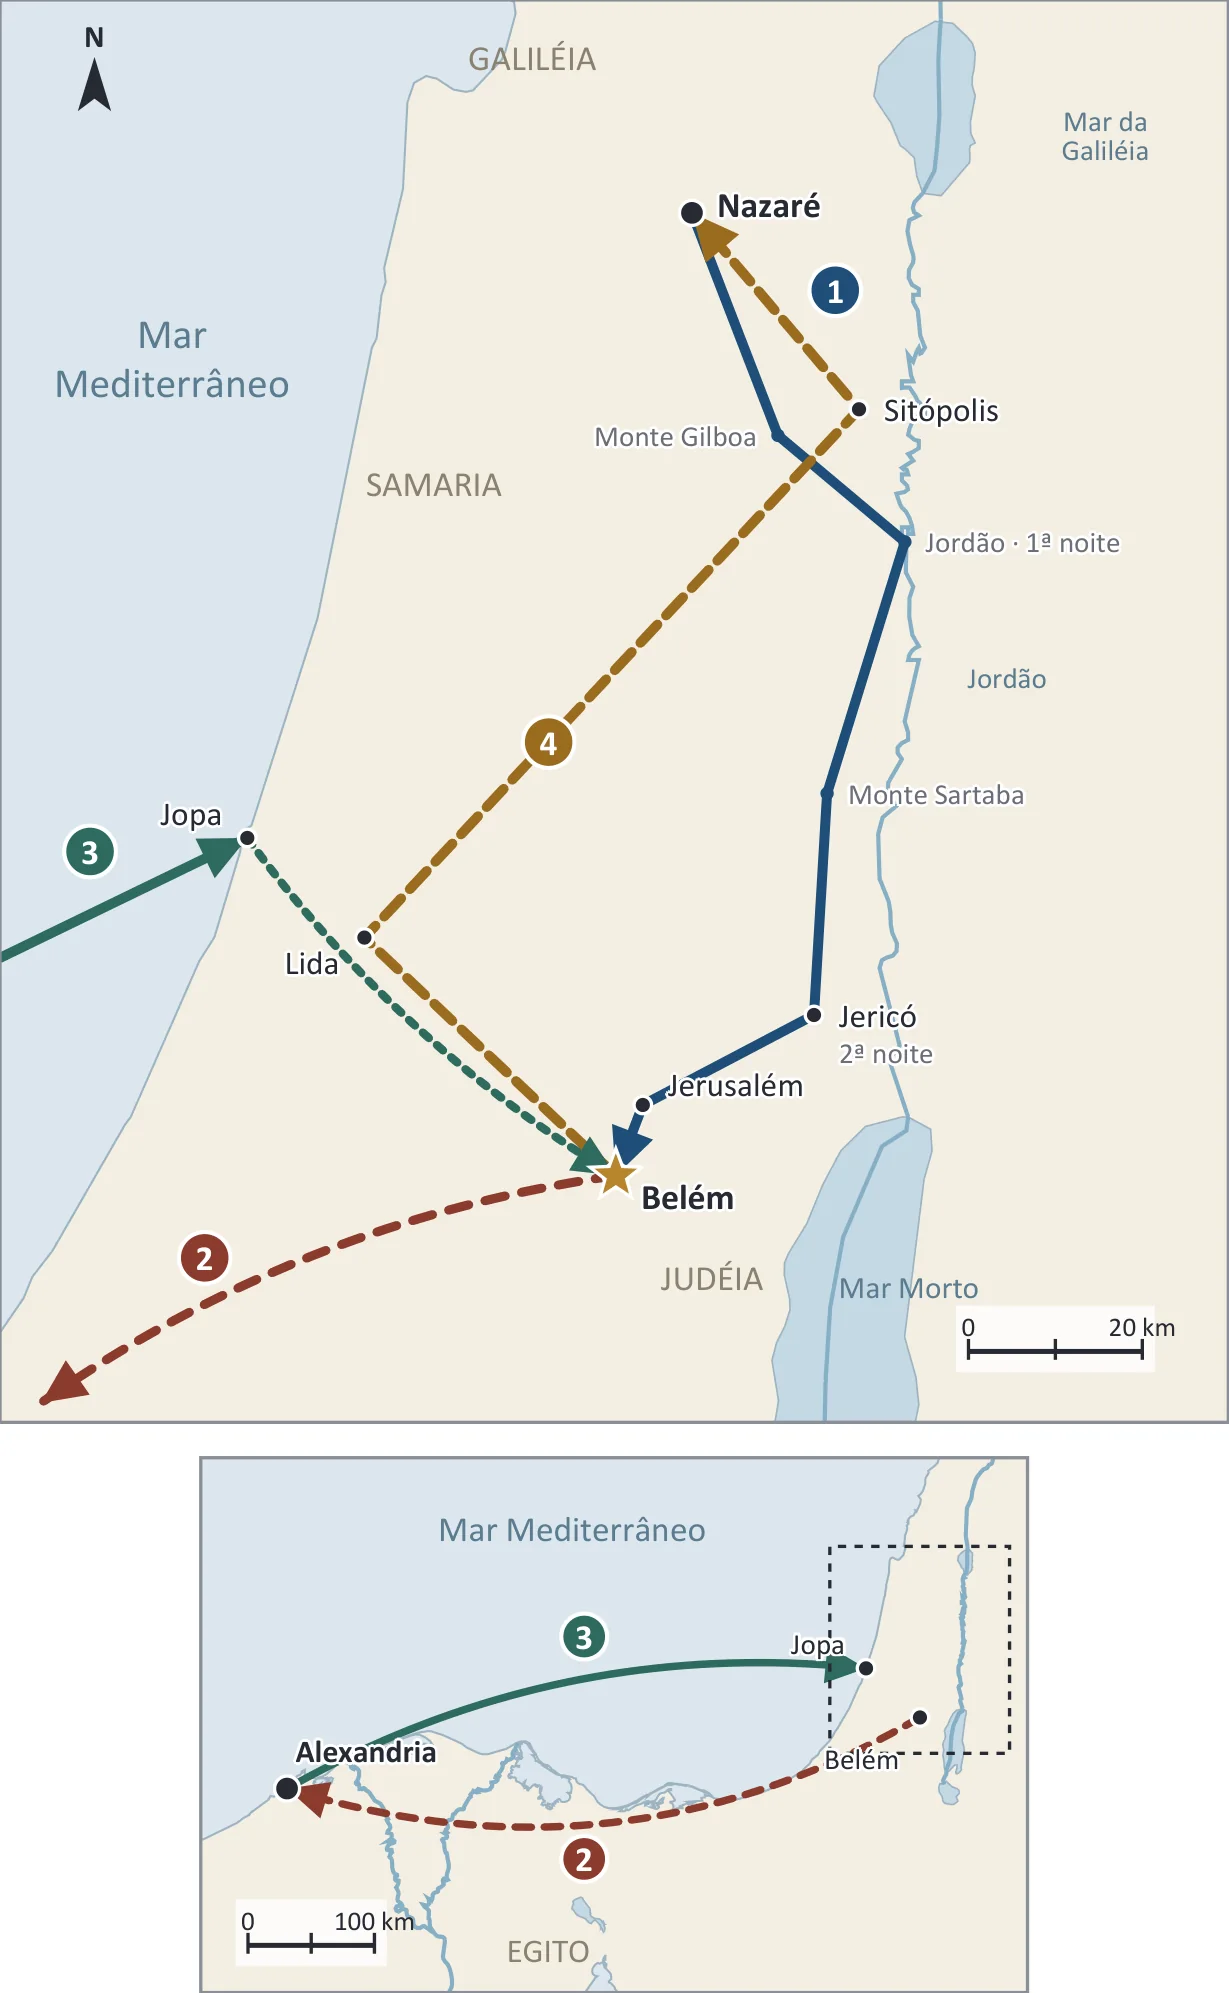 N
GALILÉIA
Mar da
Galiléia
Nazaré
1
Mar
Mediterrâneo
Sitópolis
Monte Gilboa
SAMARIA
Jordão · 1ª noite
Jordão
4
Monte Sartaba
Jopa
3
Lida
Jericó
2ª noite
Jerusalém
Belém
2
JUDÉIA
Mar Morto
0 20 km
Mar Mediterrâneo
3
Jopa
Alexandria
Belém
2
0 100 km
EGITO